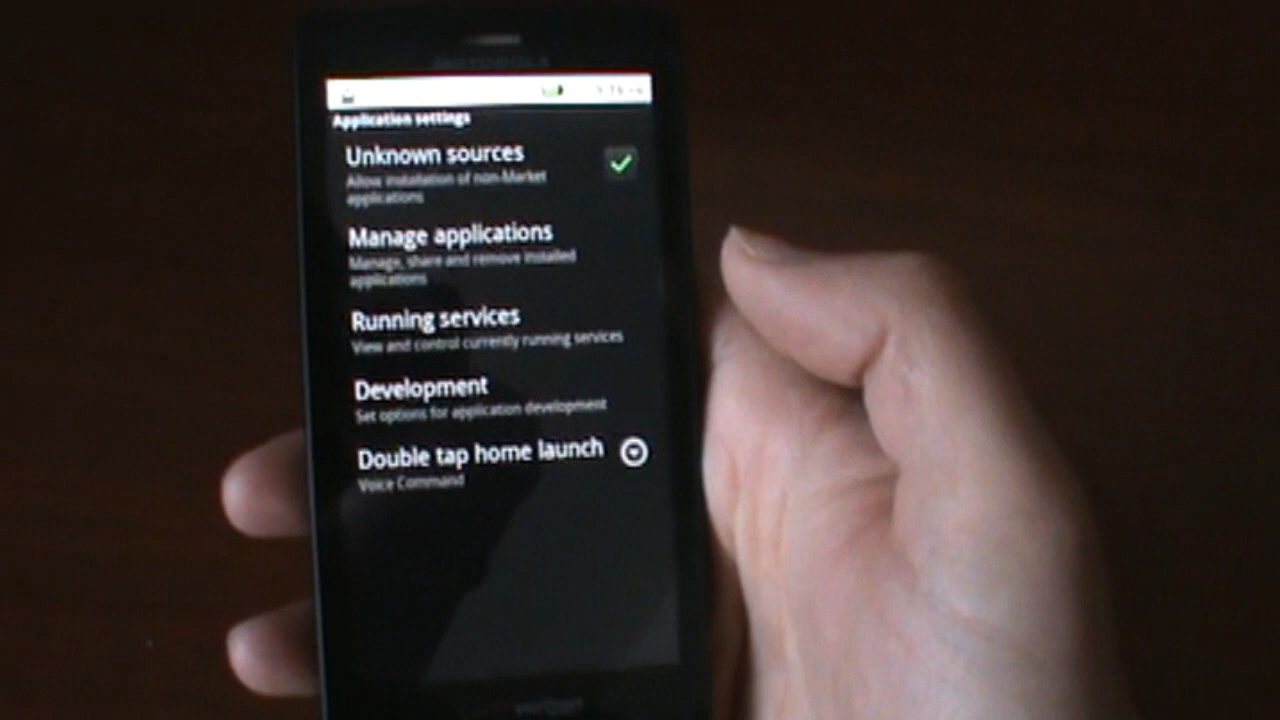 MOTOROLA
Application settings
Unknown sources
Allow installation of non-Market
applications
Manage applications
Manage, share and remove installed
applications
Running services
View and control currently running services
Development
Set options for application development
Double tap home launch
Voice Command
verizon